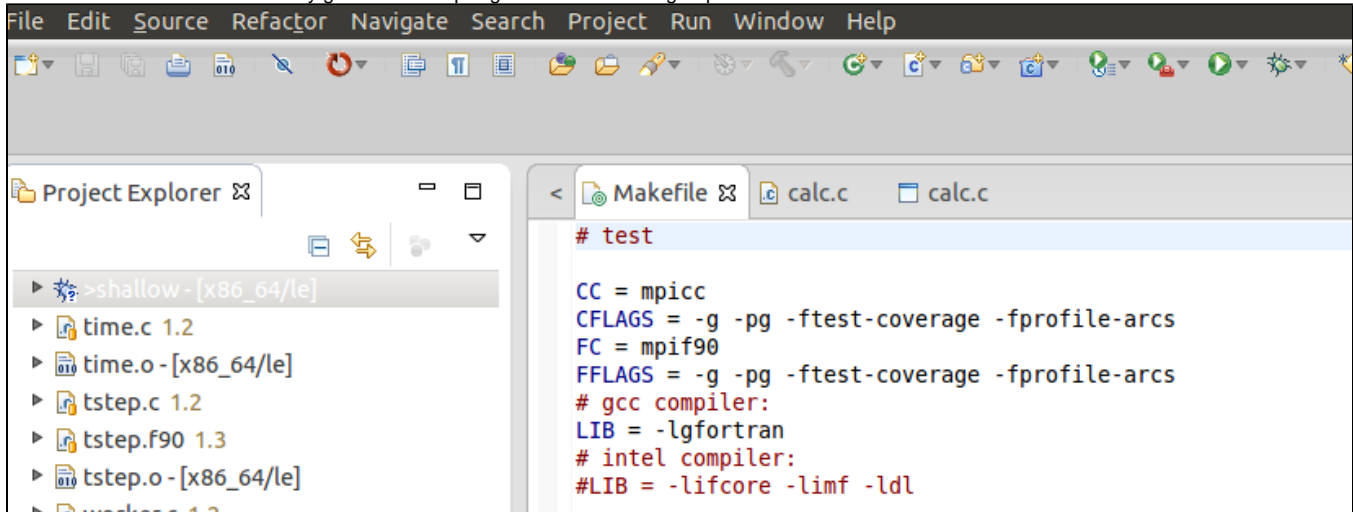 File Edit Source Refactor Navigate Search Project Run Window Help
Project Explorer
>shallow - [x86_64/le]
time.c 1.2
time.o - [x86_64/le]
tstep.c 1.2
tstep.f90 1.3
tstep.o - [x86_64/le]
< Makefile calc.c calc.c
# test
CC = mpicc
CFLAGS = -g -pg -ftest-coverage -fprofile-arcs
FC = mpif90
FFLAGS = -g -pg -ftest-coverage -fprofile-arcs
# gcc compiler:
LIB = -lgfortran
# intel compiler:
#LIB = -lifcore -limf -ldl